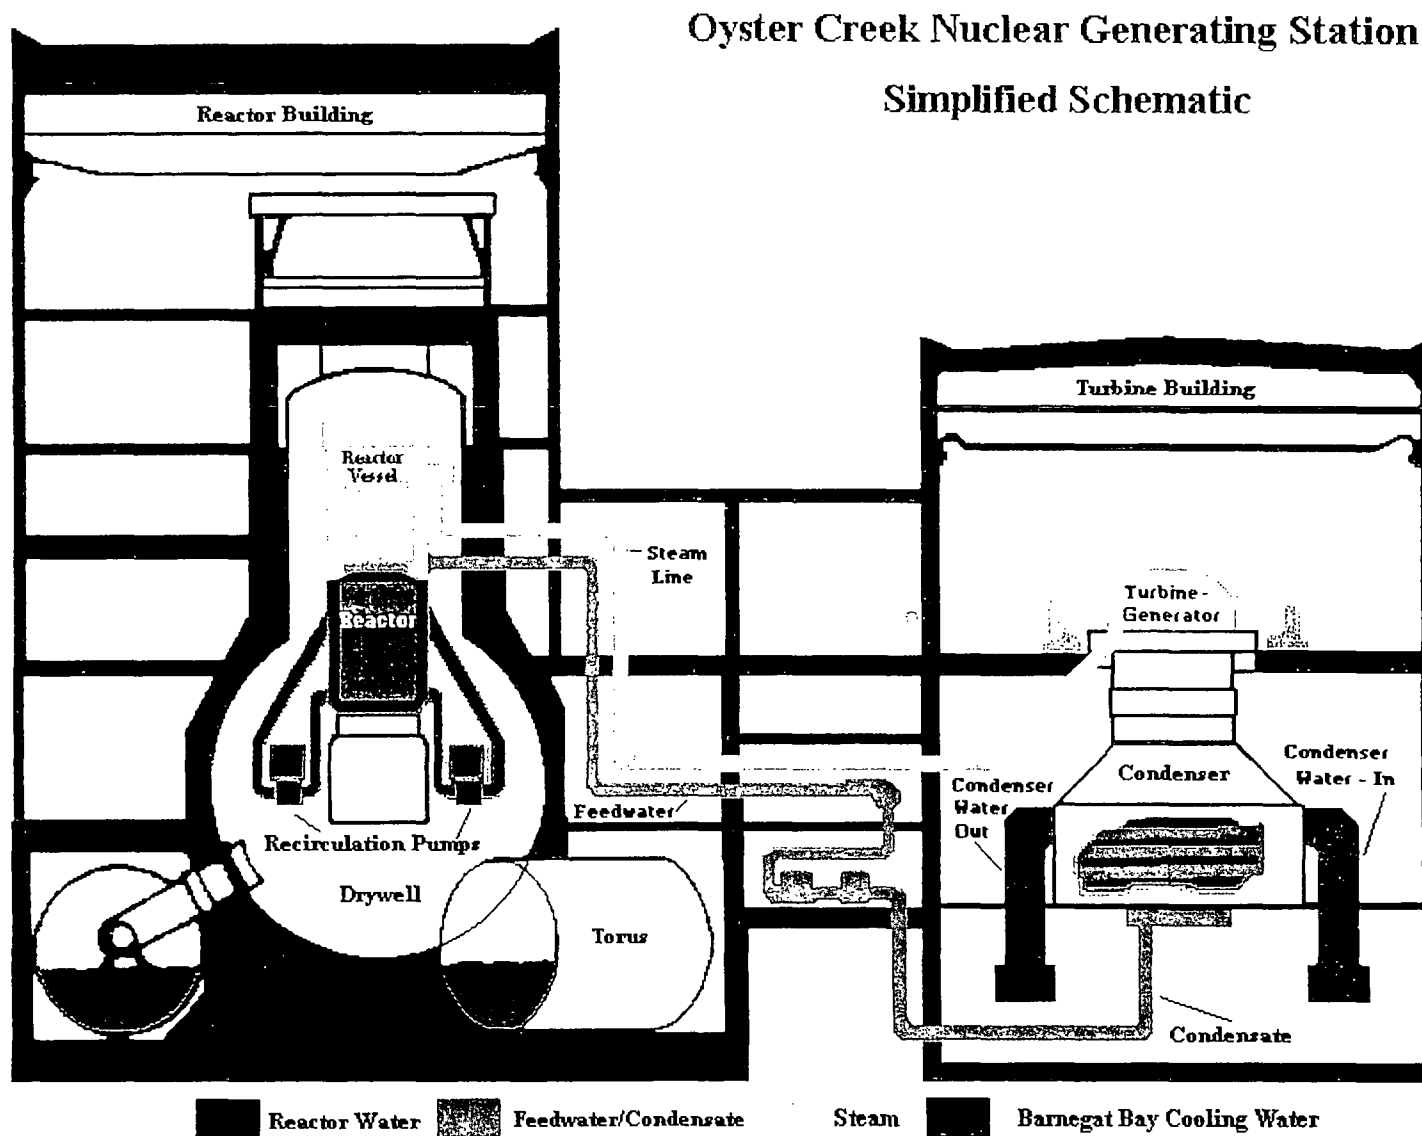 Oyster Creek Nuclear Generating Station
Simplified Schematic
Reactor Building
Turbine Building
Reactor
Vessel
Steam
Line
Turbine-
Generator
Reactor
Condenser
Water - In
Condenser
Condenser
Water
Out
Feedwater
Recirculation Pumps
Drywell
Torus
Condensate
Reactor Water
Feedwater/Condensate
Steam
Barnegat Bay Cooling Water